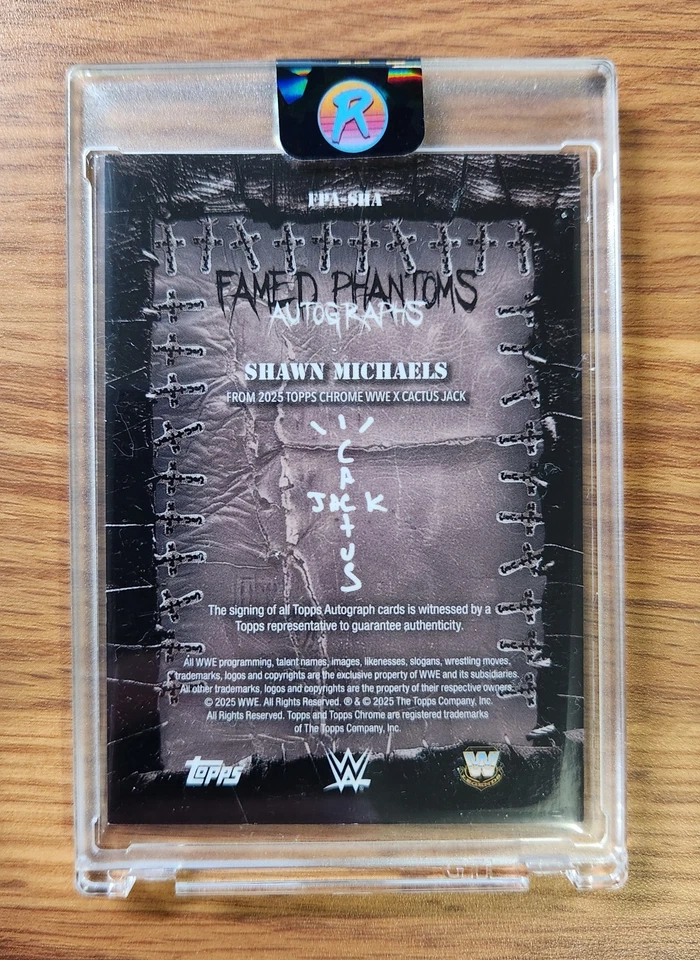 R
FPA-SHA
FAMED PHANTOMS
AUTOGRAPHS
SHAWN MICHAELS
FROM 2025 TOPPS CHROME WWE X CACTUS JACK
C
A
JACK
T
U
S
The signing of all Topps Autograph cards is witnessed by a
Topps representative to guarantee authenticity.
All WWE programming, talent names, images, likenesses, slogans, wrestling moves,
trademarks, logos and copyrights are the exclusive property of WWE and its subsidiaries.
All other trademarks, logos and copyrights are the property of their respective owners.
© 2025 WWE. All Rights Reserved. ® & © 2025 The Topps Company, Inc.
All Rights Reserved. Topps and Topps Chrome are registered trademarks
of The Topps Company, Inc.
topps
W
W